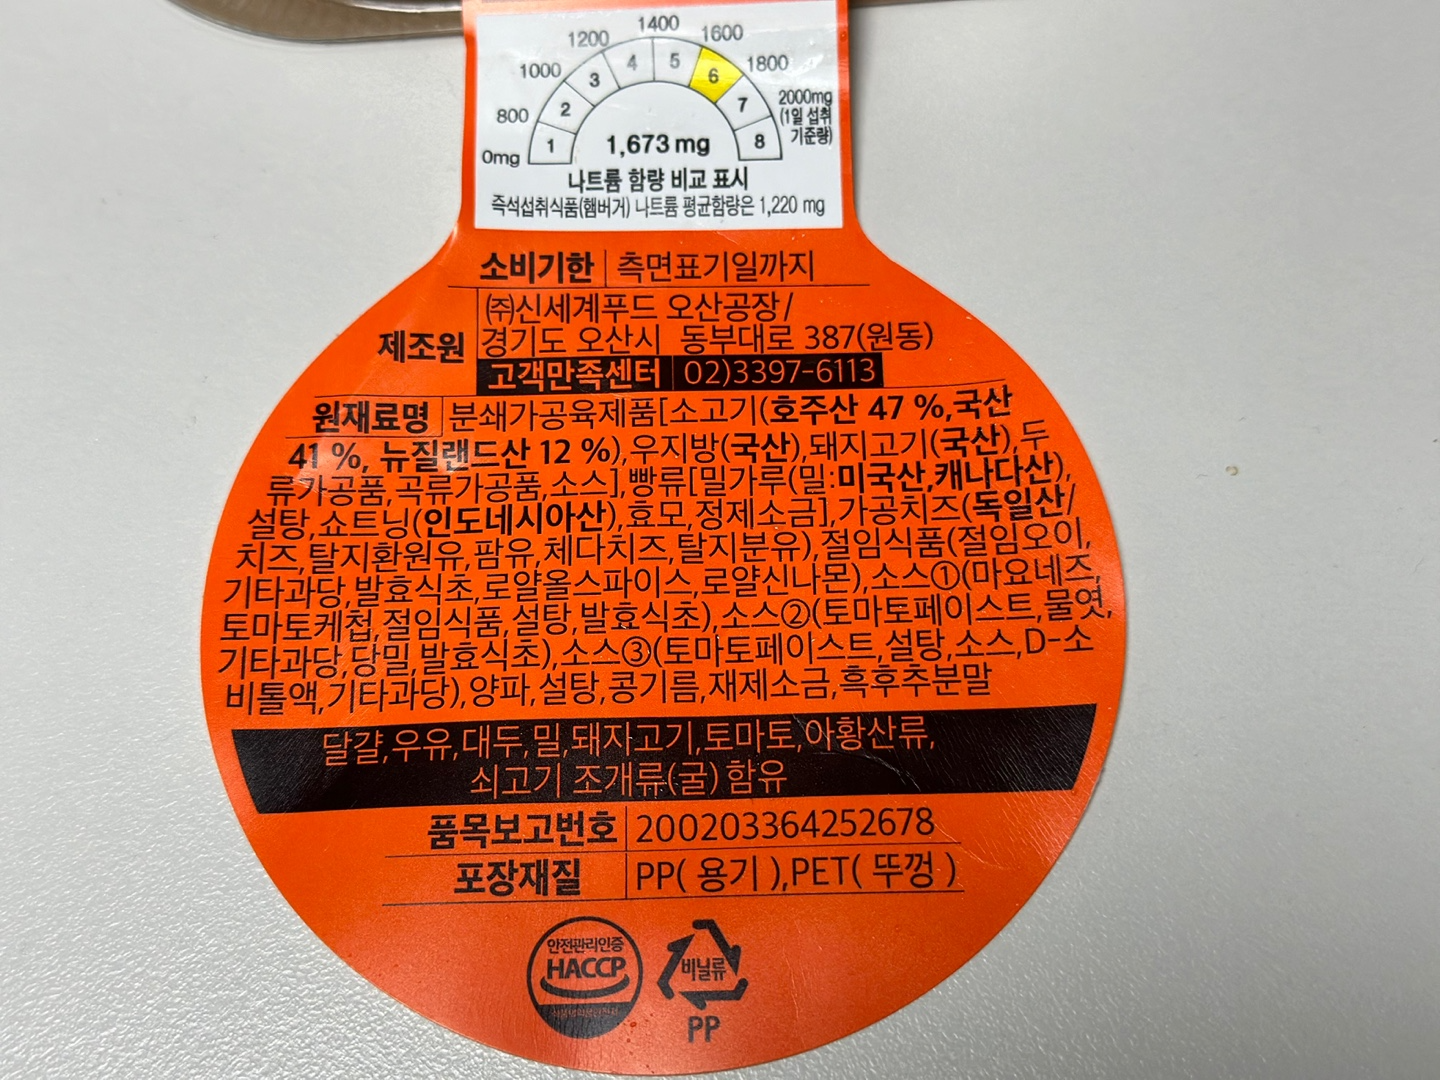 1400
1200 1600
1000 1800
800 2000mg
(1일 섭취
기준량)
0mg
1 2 3 4 5 6 7 8
1,673 mg
나트륨 함량 비교 표시
즉석섭취식품(햄버거) 나트륨 평균함량은 1,220 mg
소비기한 측면표기일까지
제조원 ㈜신세계푸드 오산공장/
경기도 오산시 동부대로 387(원동)
고객만족센터 02)3397-6113
원재료명 분쇄가공육제품[소고기(호주산 47 %,국산
41 %, 뉴질랜드산 12 %),우지방(국산),돼지고기(국산),두
류가공품,곡류가공품,소스],빵류[밀가루(밀:미국산,캐나다산),
설탕,쇼트닝(인도네시아산),효모,정제소금],가공치즈(독일산/
치즈,탈지환원유,팜유,체다치즈,탈지분유),절임식품(절임오이,
기타과당,발효식초,로얄올스파이스,로얄신나몬),소스①(마요네즈,
토마토케첩,절임식품,설탕,발효식초),소스②(토마토페이스트,물엿,
기타과당,당밀,발효식초),소스③(토마토페이스트,설탕,소스,D-소
비톨액,기타과당),양파,설탕,콩기름,재제소금,흑후추분말
달걀,우유,대두,밀,돼자고기,토마토,아황산류,
쇠고기 조개류(굴) 함유
품목보고번호 200203364252678
포장재질 PP( 용기 ),PET( 뚜껑 )
안전관리인증
HACCP
비닐류
PP